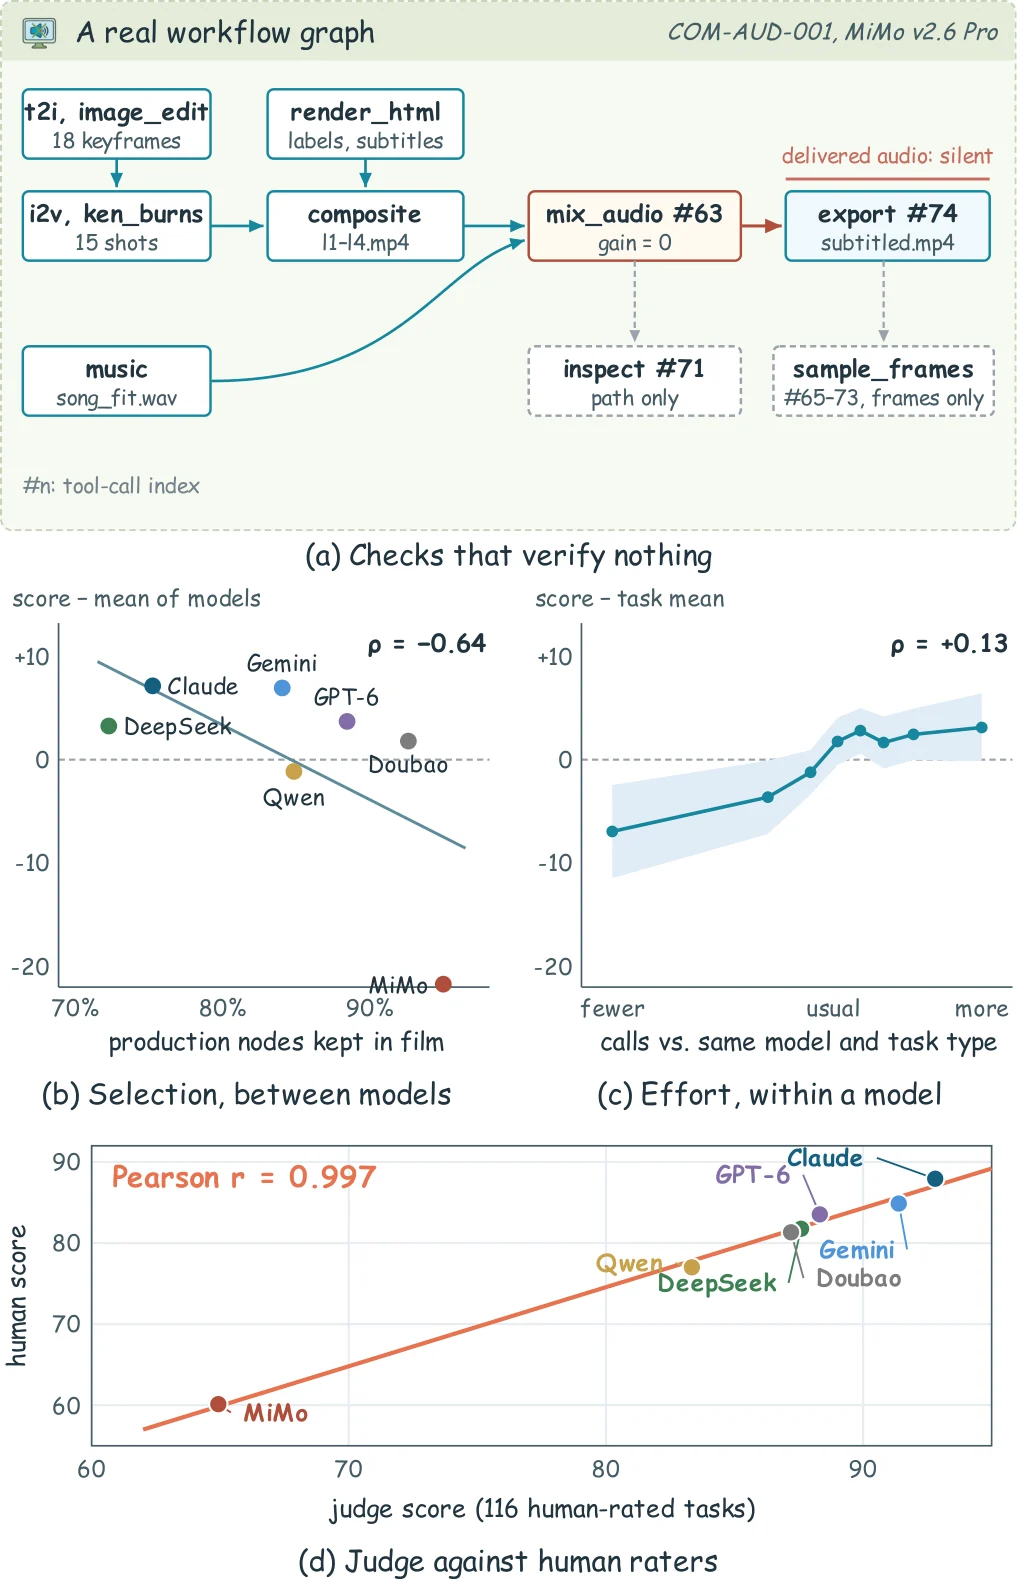 A real workflow graph
COM-AUD-001, MiMo v2.6 Pro
t2i, image_edit
18 keyframes
render_html
labels, subtitles
delivered audio: silent
i2v, ken_burns
15 shots
composite
l1–l4.mp4
mix_audio #63
gain = 0
export #74
subtitled.mp4
music
song_fit.wav
inspect #71
path only
sample_frames
#65–73, frames only
#n: tool-call index
(a) Checks that verify nothing
score – mean of models
ρ = −0.64
+10
0
-10
-20
Gemini
Claude
GPT-6
DeepSeek
Doubao
Qwen
MiMo
70%
80%
90%
production nodes kept in film
(b) Selection, between models
score – task mean
ρ = +0.13
+10
0
-10
-20
fewer
usual
more
calls vs. same model and task type
(c) Effort, within a model
Pearson r = 0.997
90
80
70
60
human score
Claude
GPT-6
Gemini
Qwen
DeepSeek
Doubao
MiMo
60
70
80
90
judge score (116 human-rated tasks)
(d) Judge against human raters